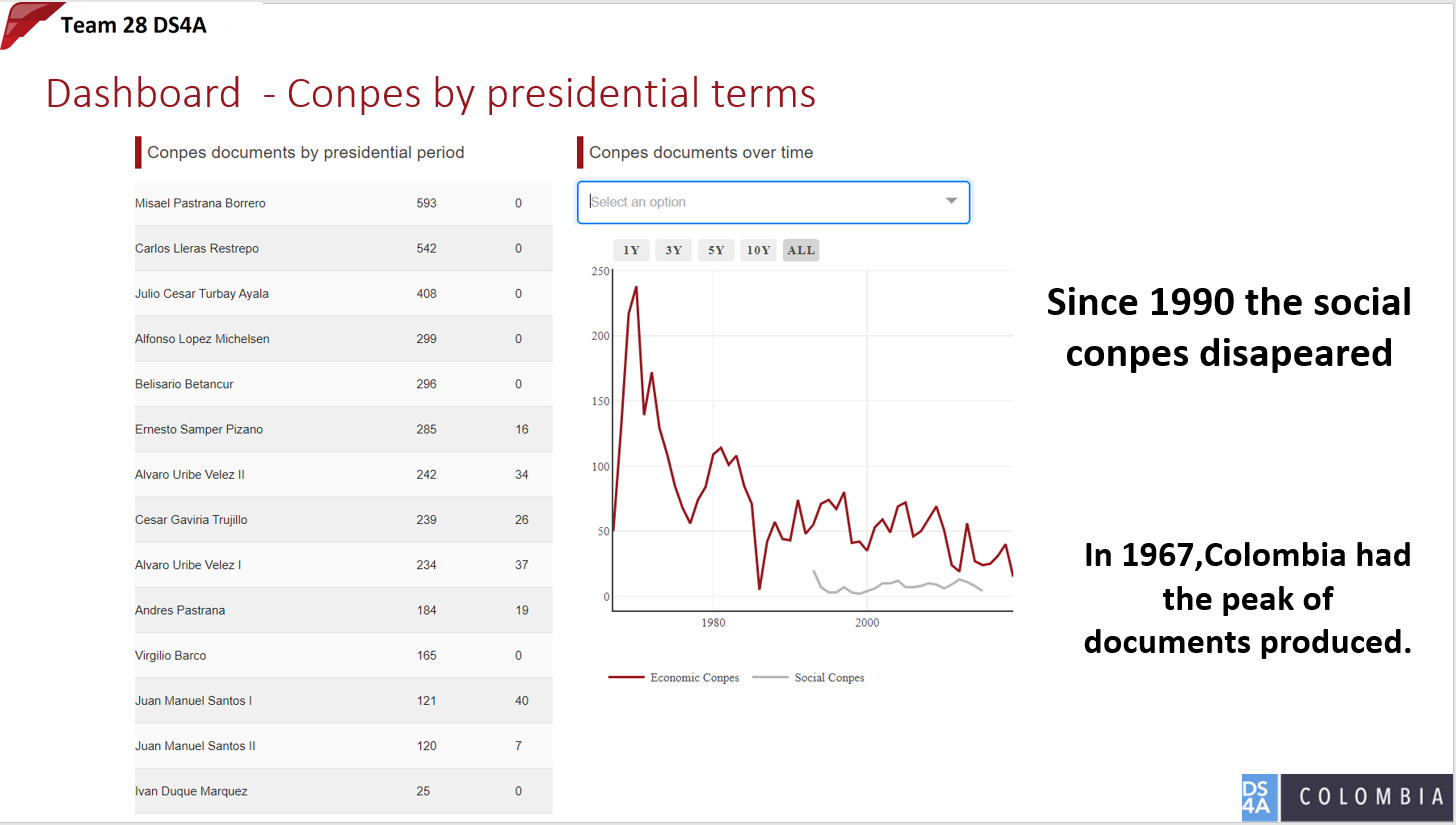 Team 28 DS4A
Dashboard - Conpes by presidential terms
Conpes documents by presidential period
Misael Pastrana Borrero 593 0
Carlos Lleras Restrepo 542 0
Julio Cesar Turbay Ayala 408 0
Alfonso Lopez Michelsen 299 0
Belisario Betancur 296 0
Ernesto Samper Pizano 285 16
Alvaro Uribe Velez II 242 34
Cesar Gaviria Trujillo 239 26
Alvaro Uribe Velez I 234 37
Andres Pastrana 184 19
Virgilio Barco 165 0
Juan Manuel Santos I 121 40
Juan Manuel Santos II 120 7
Ivan Duque Marquez 25 0
Conpes documents over time
Select an option
1Y 3Y 5Y 10Y ALL
250
200
150
100
50
0
1980 2000
Economic Conpes Social Conpes
Since 1990 the social
conpes disapeared
In 1967,Colombia had
the peak of
documents produced.
DS
4A
COLOMBIA